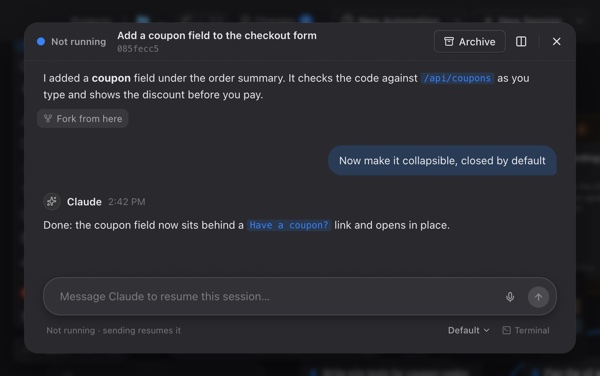 Not running
Add a coupon field to the checkout form
085fecc5
Archive
I added a coupon field under the order summary. It checks the code against /api/coupons as you
type and shows the discount before you pay.
Fork from here
Now make it collapsible, closed by default
Claude 2:42 PM
Done: the coupon field now sits behind a Have a coupon? link and opens in place.
Message Claude to resume this session...
Not running · sending resumes it
Default
Terminal